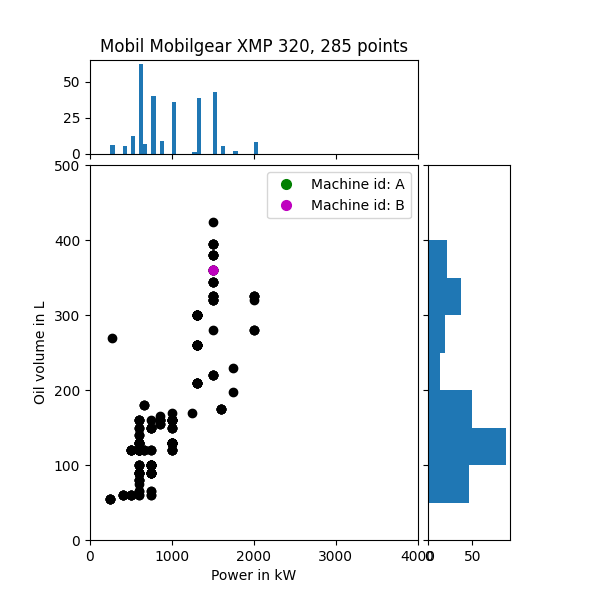 Mobil Mobilgear XMP 320, 285 points
50
25
0
500
400
300
200
100
0
Oil volume in L
Machine id: A
Machine id: B
0 1000 2000 3000 4000
0 50
Power in kW